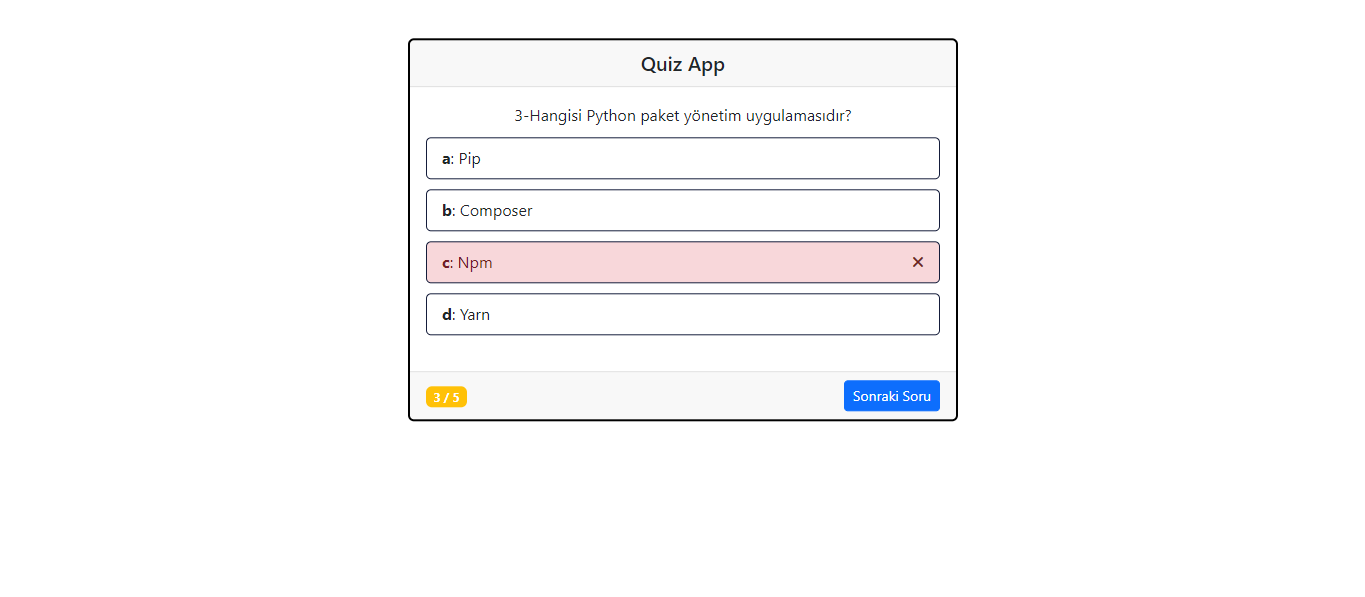 Quiz App
3-Hangisi Python paket yönetim uygulamasıdır?
a: Pip
b: Composer
c: Npm
d: Yarn
3 / 5
Sonraki Soru